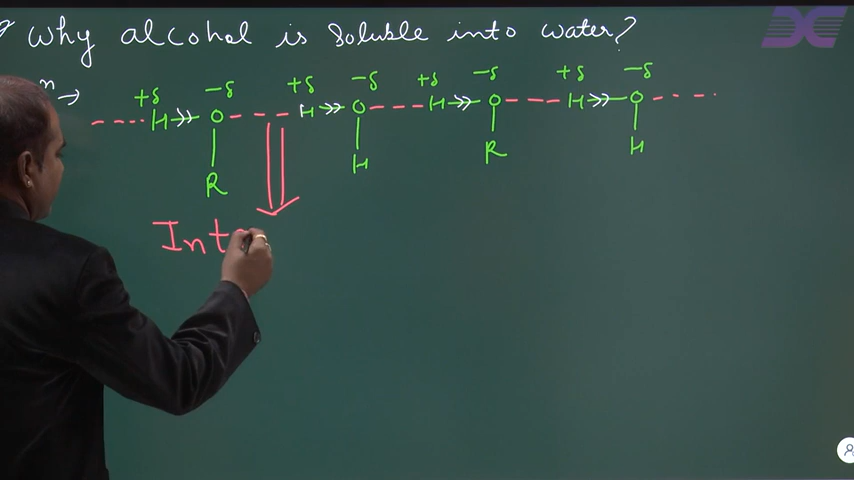 Why alcohol is soluble into water?
n →
+δ -δ +δ -δ +δ -δ +δ -δ
H O H O H O H O
R H R H
Int